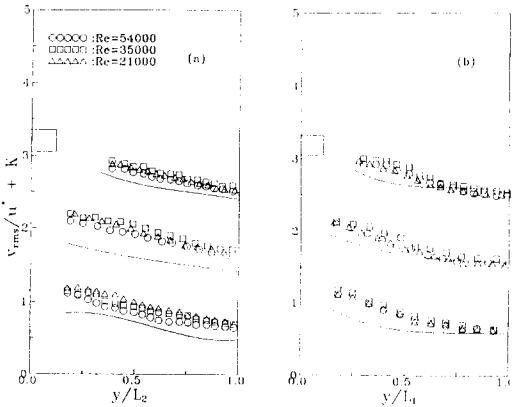 5
4
3
2
1
0
0.0
0.5
1.0
○○○○○:Re=54000
□□□□:Re=35000
△△△△:Re=21000
(a)
v_rms/u* + K
y/L₂
5
4
3
2
1
0
0.0
0.5
1.0
(b)
y/L₁